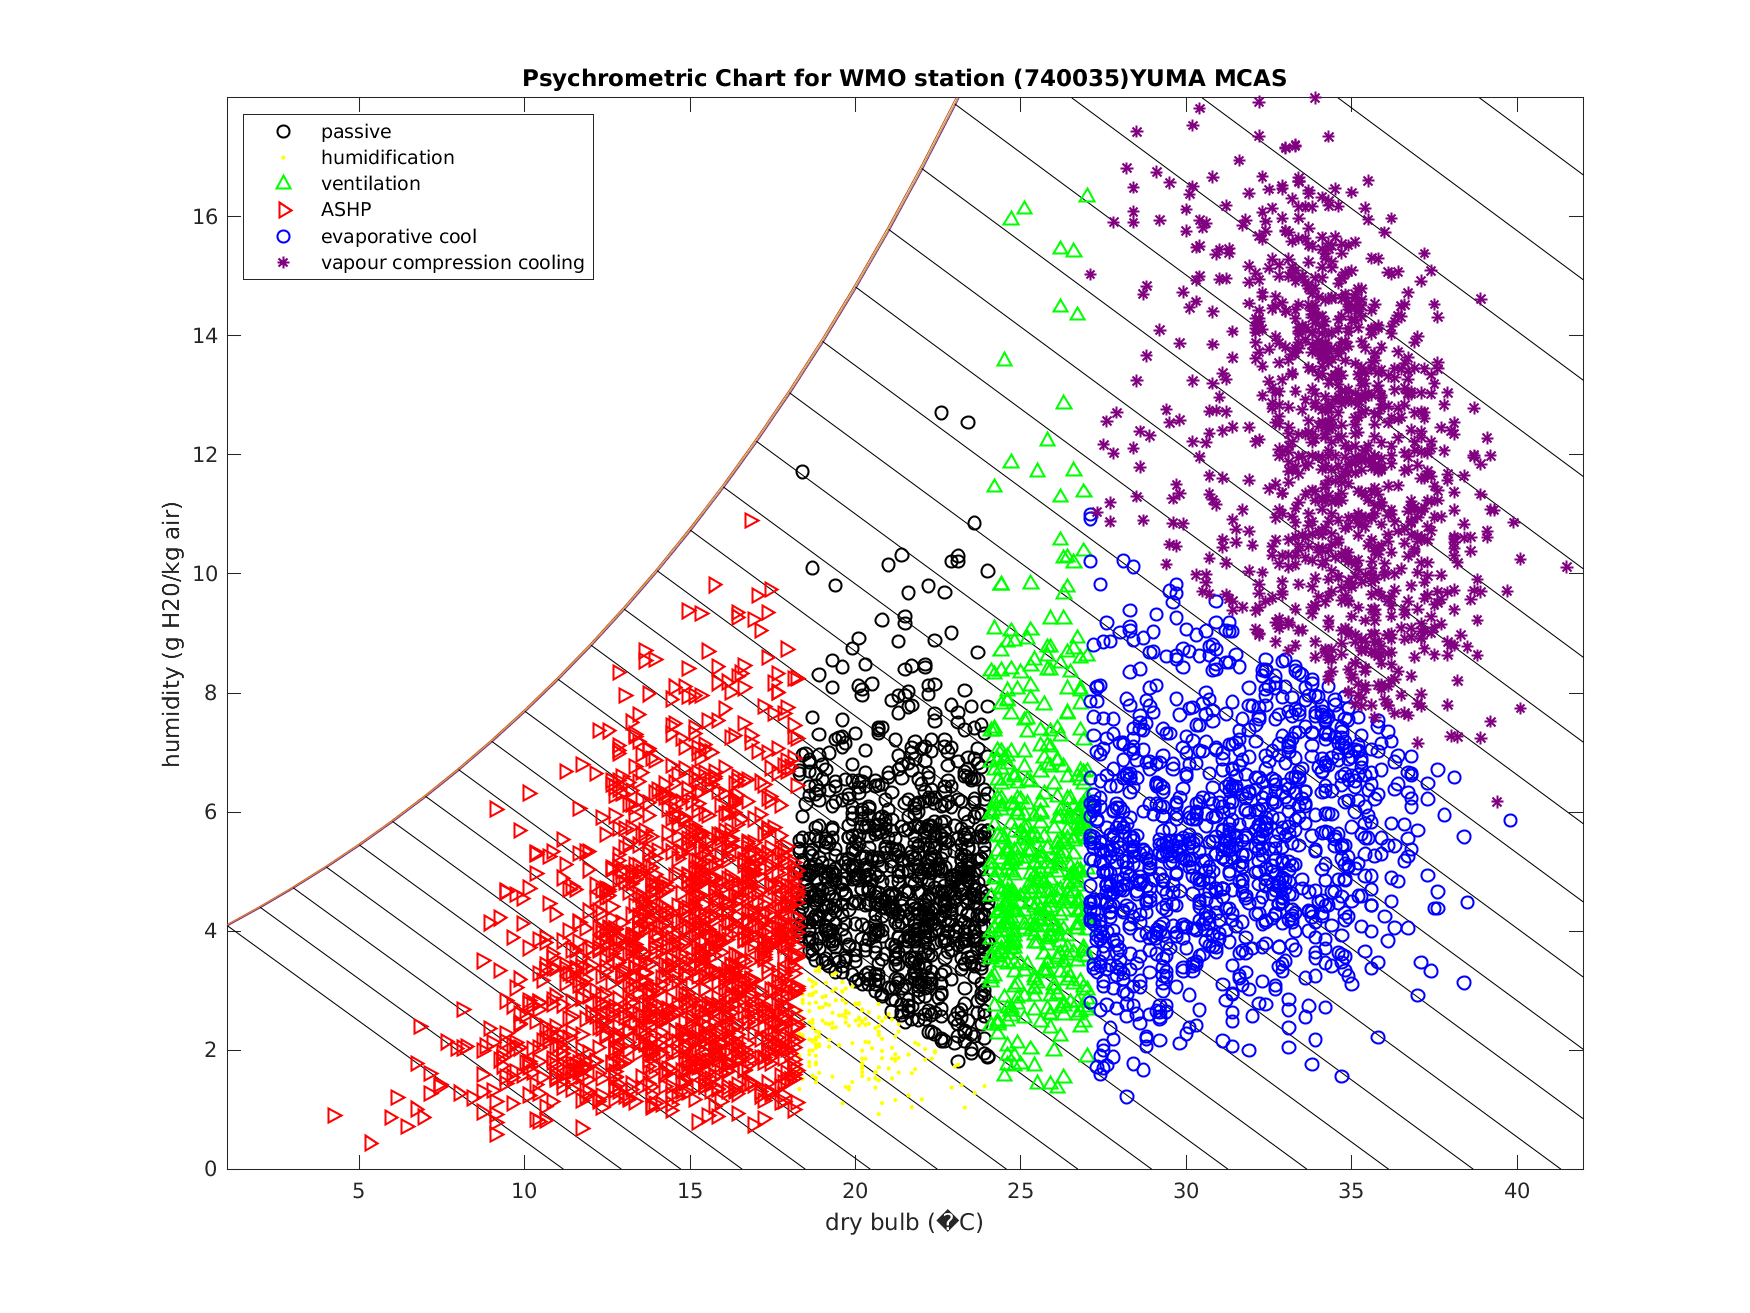 Psychrometric Chart for WMO station (740035)YUMA MCAS
passive
humidification
ventilation
ASHP
evaporative cool
vapour compression cooling
humidity (g H20/kg air)
16
14
12
10
8
6
4
2
0
5 10 15 20 25 30 35 40
dry bulb (�C)